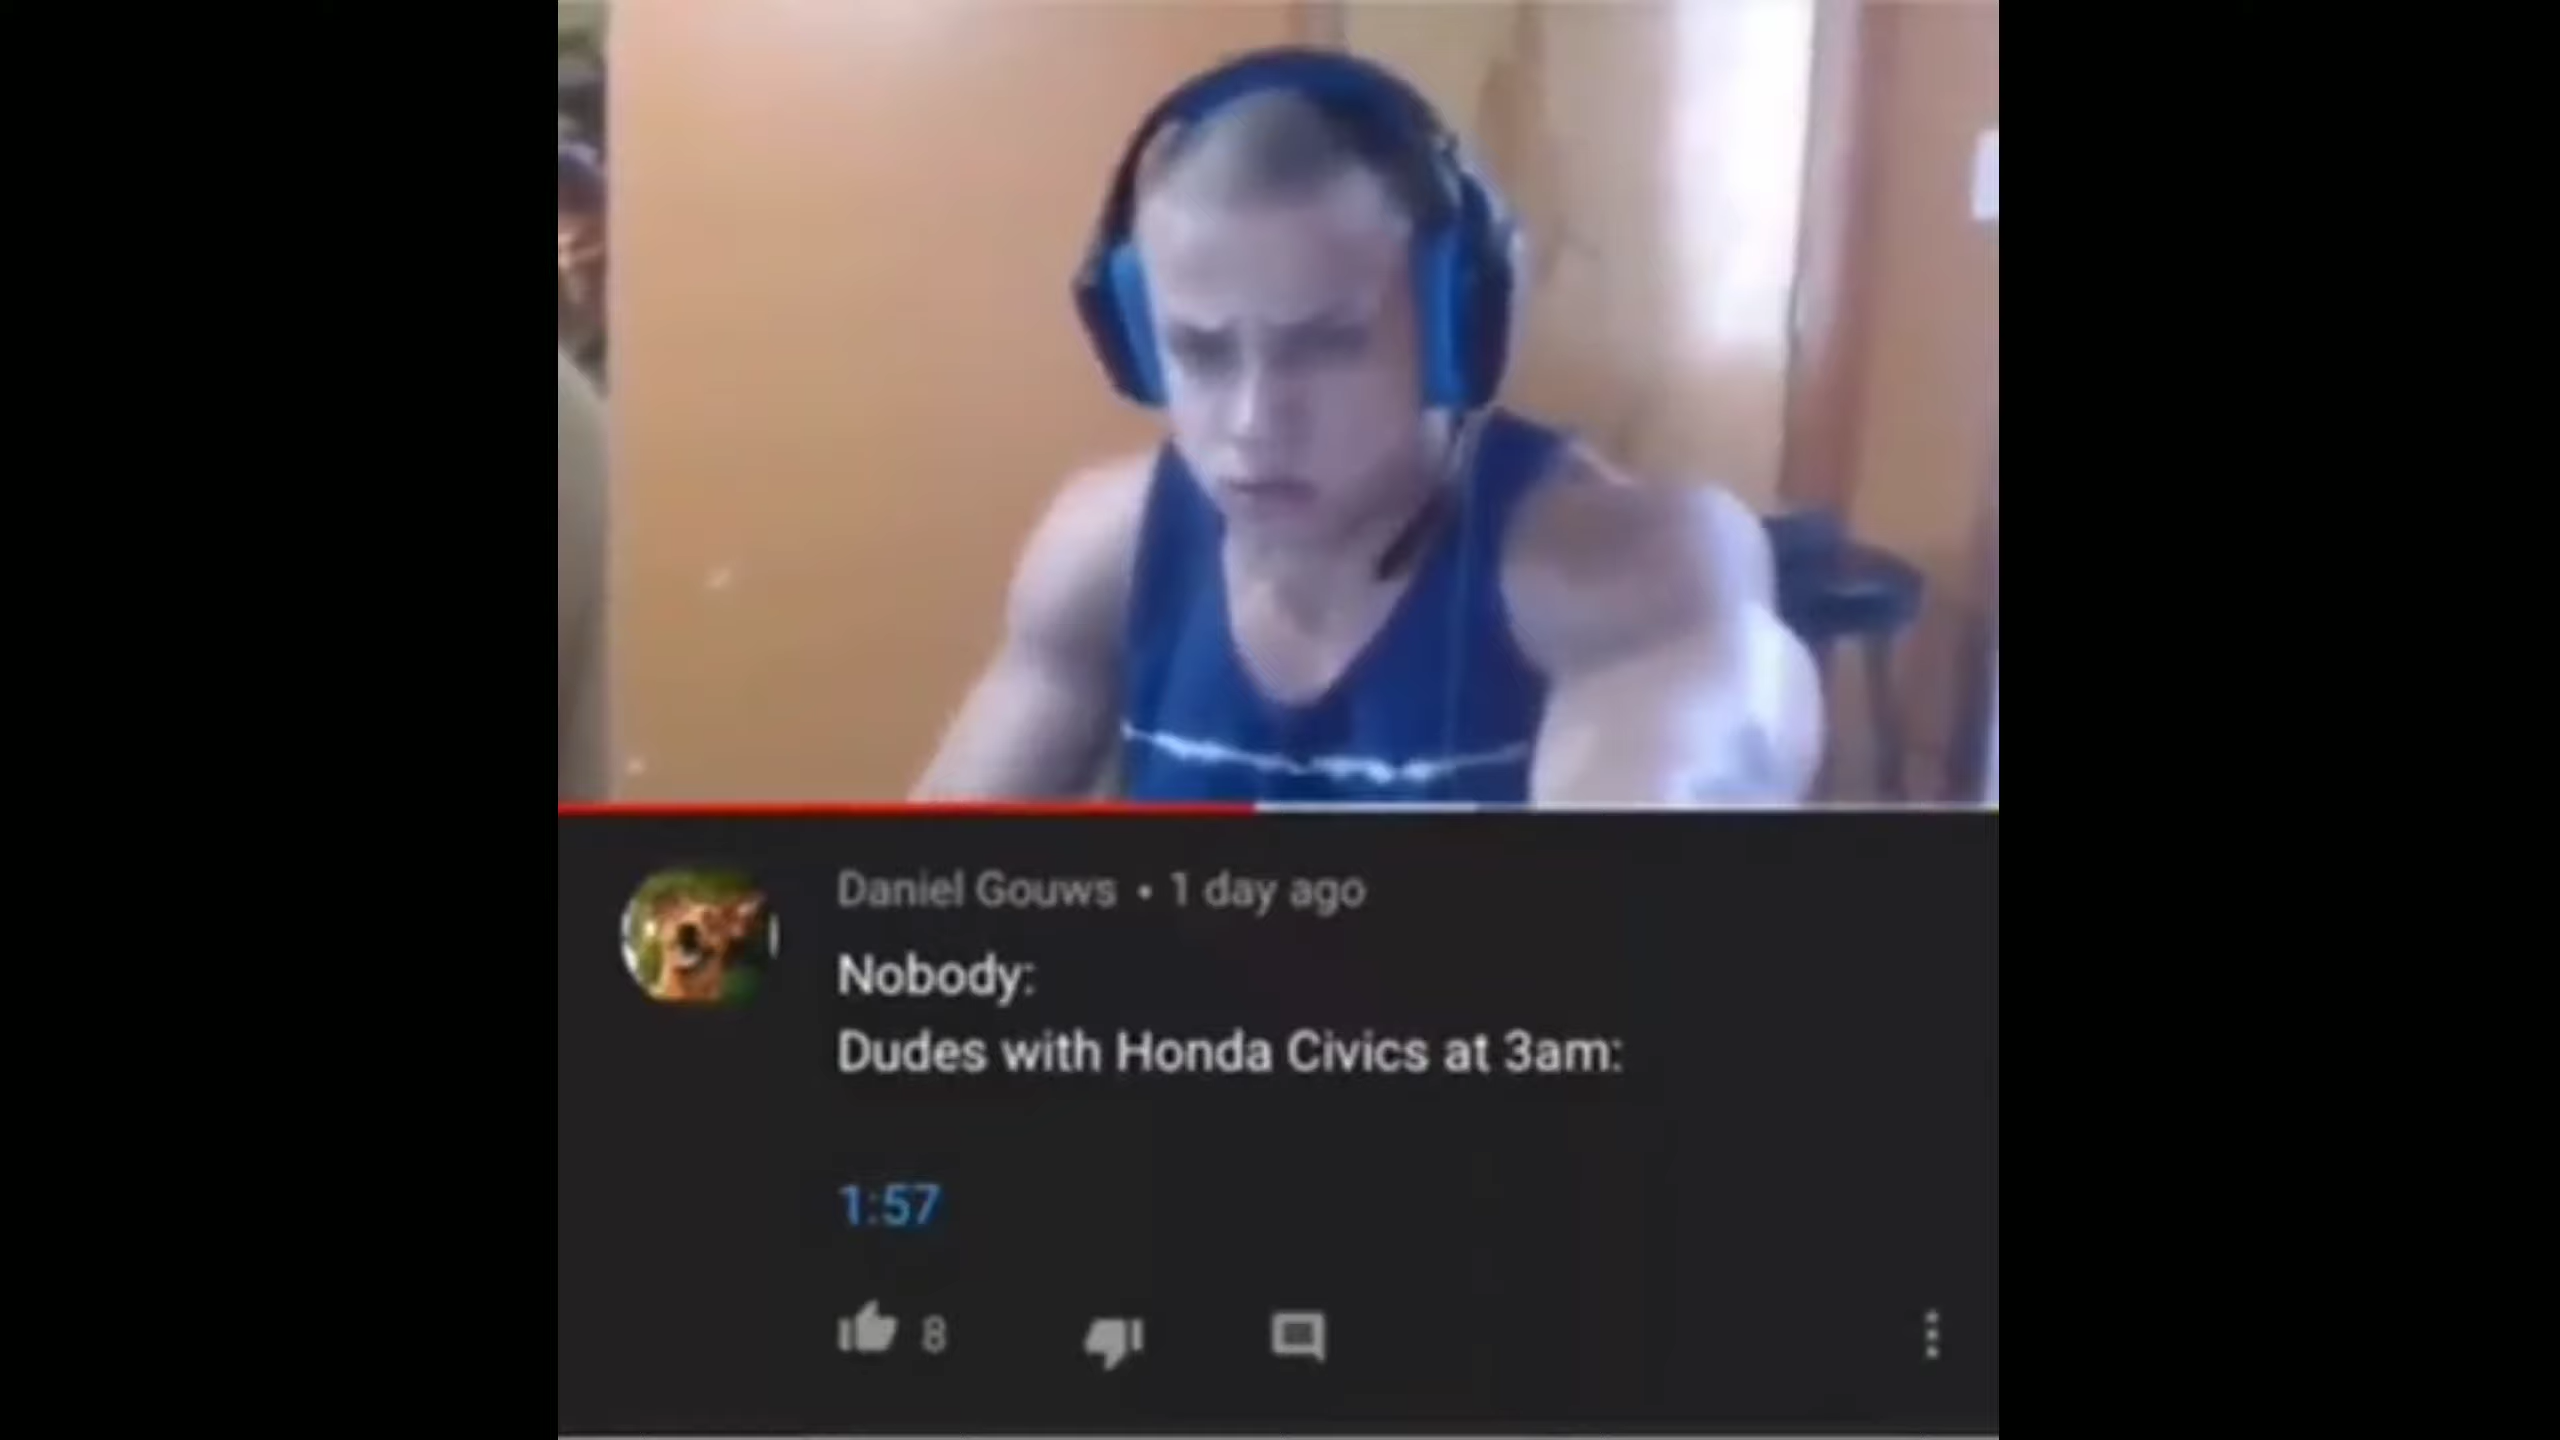 Daniel Gouws • 1 day ago
Nobody:
Dudes with Honda Civics at 3am:
1:57
8